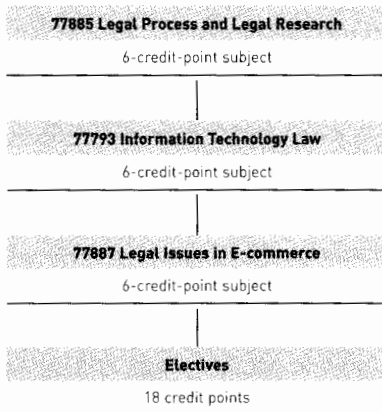 77885 Legal Process and Legal Research
6-credit-point subject
77793 Information Technology Law
6-credit-point subject
77887 Legal Issues in E-commerce
6-credit-point subject
Electives
18 credit points